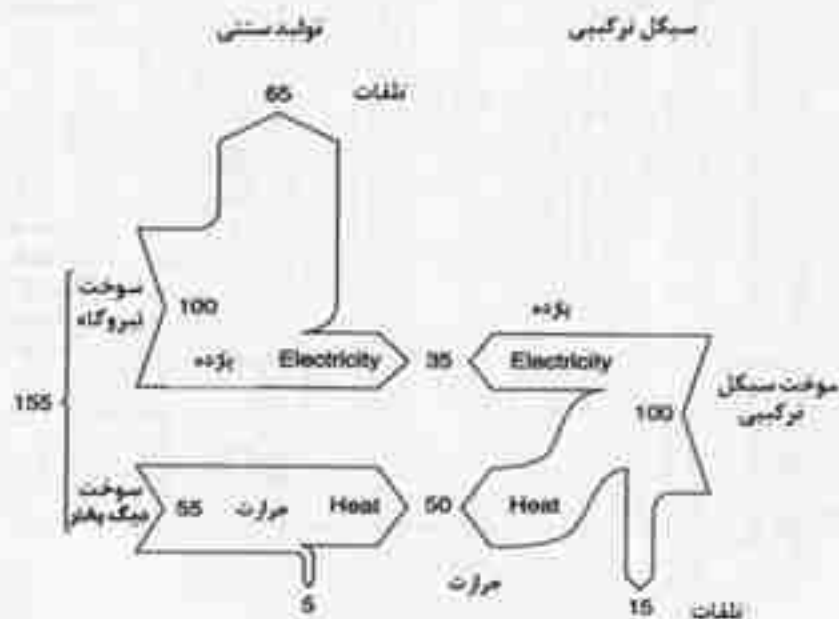 تولید سنتی
سیکل ترکیبی
65
تلفات
سوخت
نیروگاه
100
بازده
Electricity
35
بازده
Electricity
100
سوخت سیکل
ترکیبی
155
سوخت
دیگ بخار
55
حرارت
Heat
50
Heat
حرارت
5
15
تلفات